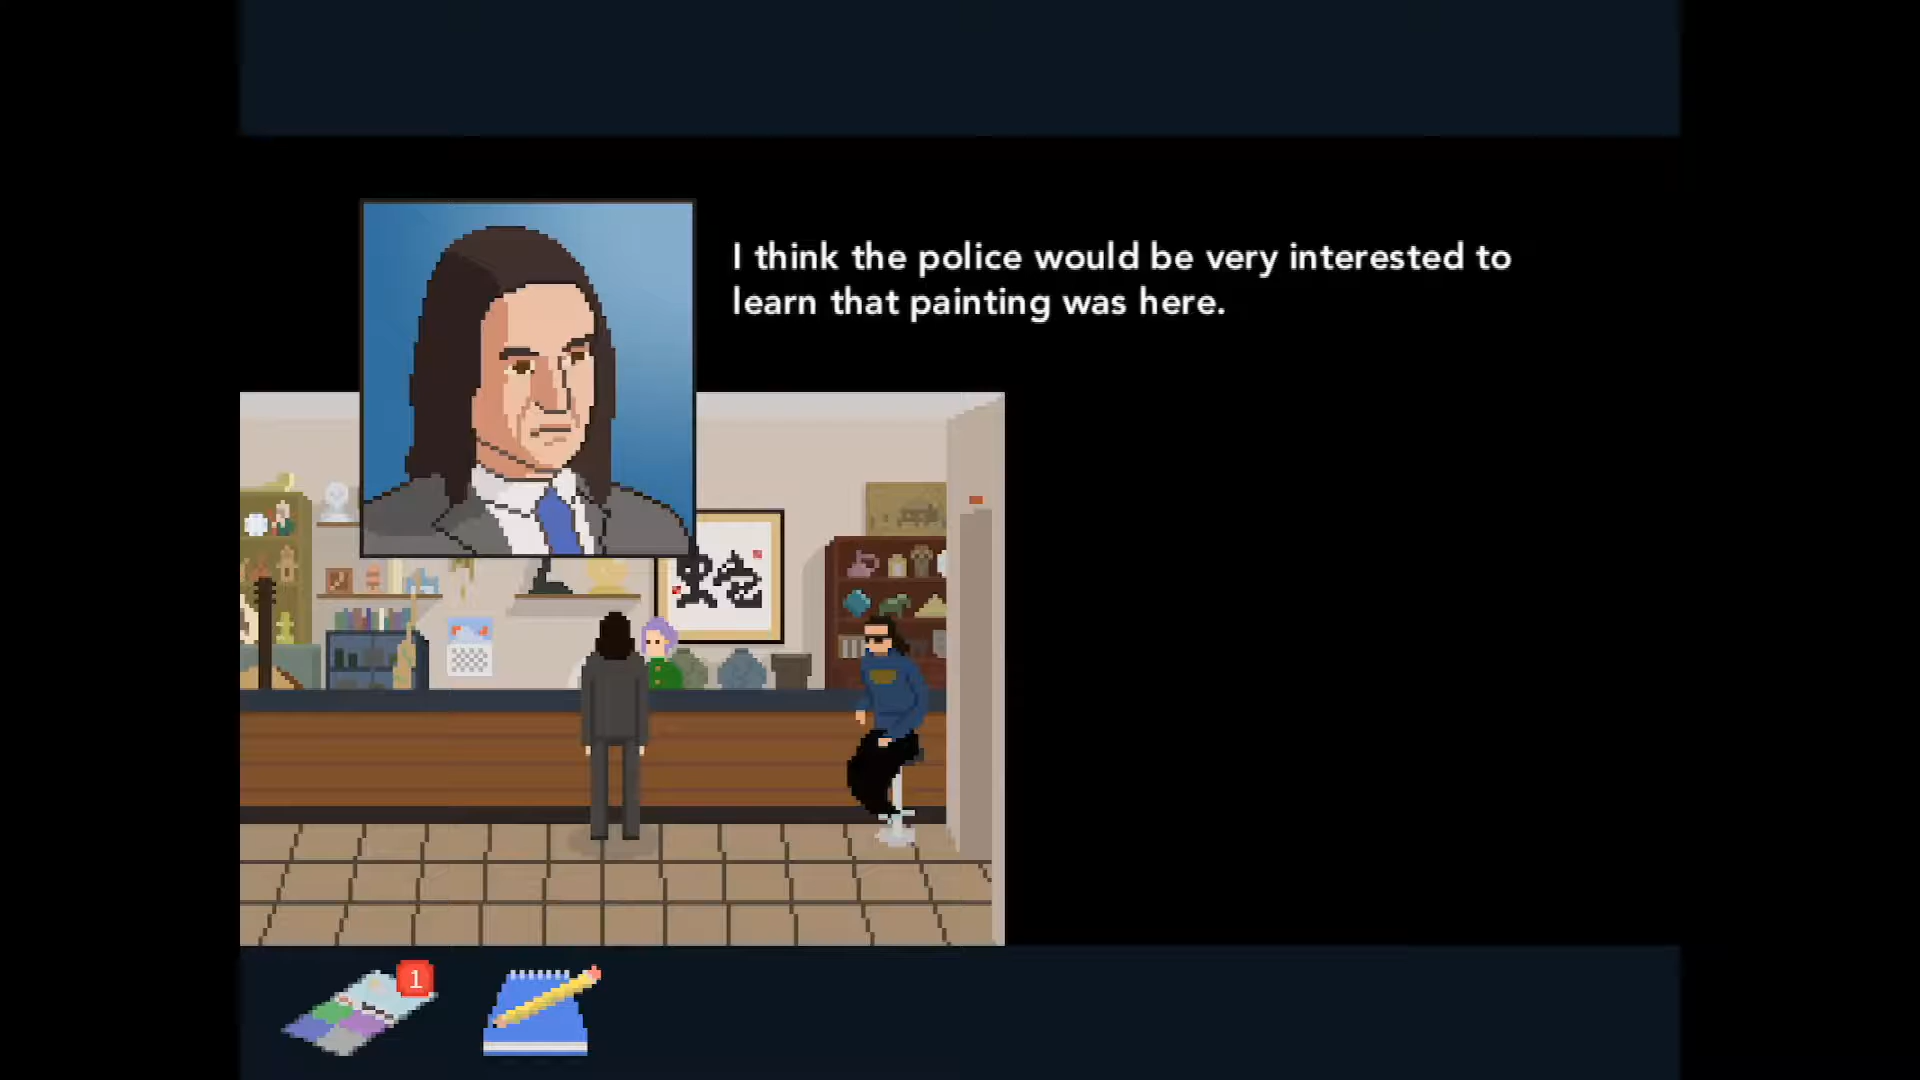 I think the police would be very interested to
learn that painting was here.
1